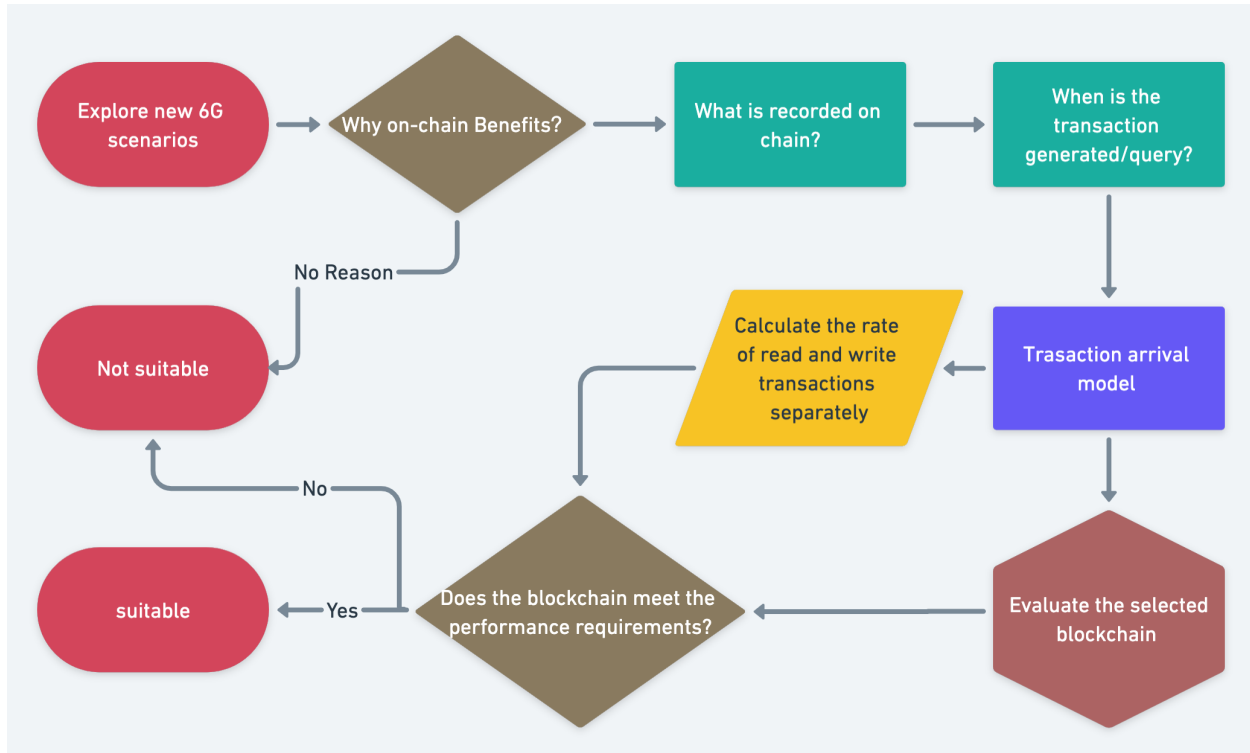 Explore new 6G
scenarios
Why on-chain Benefits?
What is recorded on
chain?
When is the
transaction
generated/query?
No Reason
Not suitable
Calculate the rate
of read and write
transactions
separately
Trasaction arrival
model
No
suitable
Yes
Does the blockchain meet the
performance requirements?
Evaluate the selected
blockchain